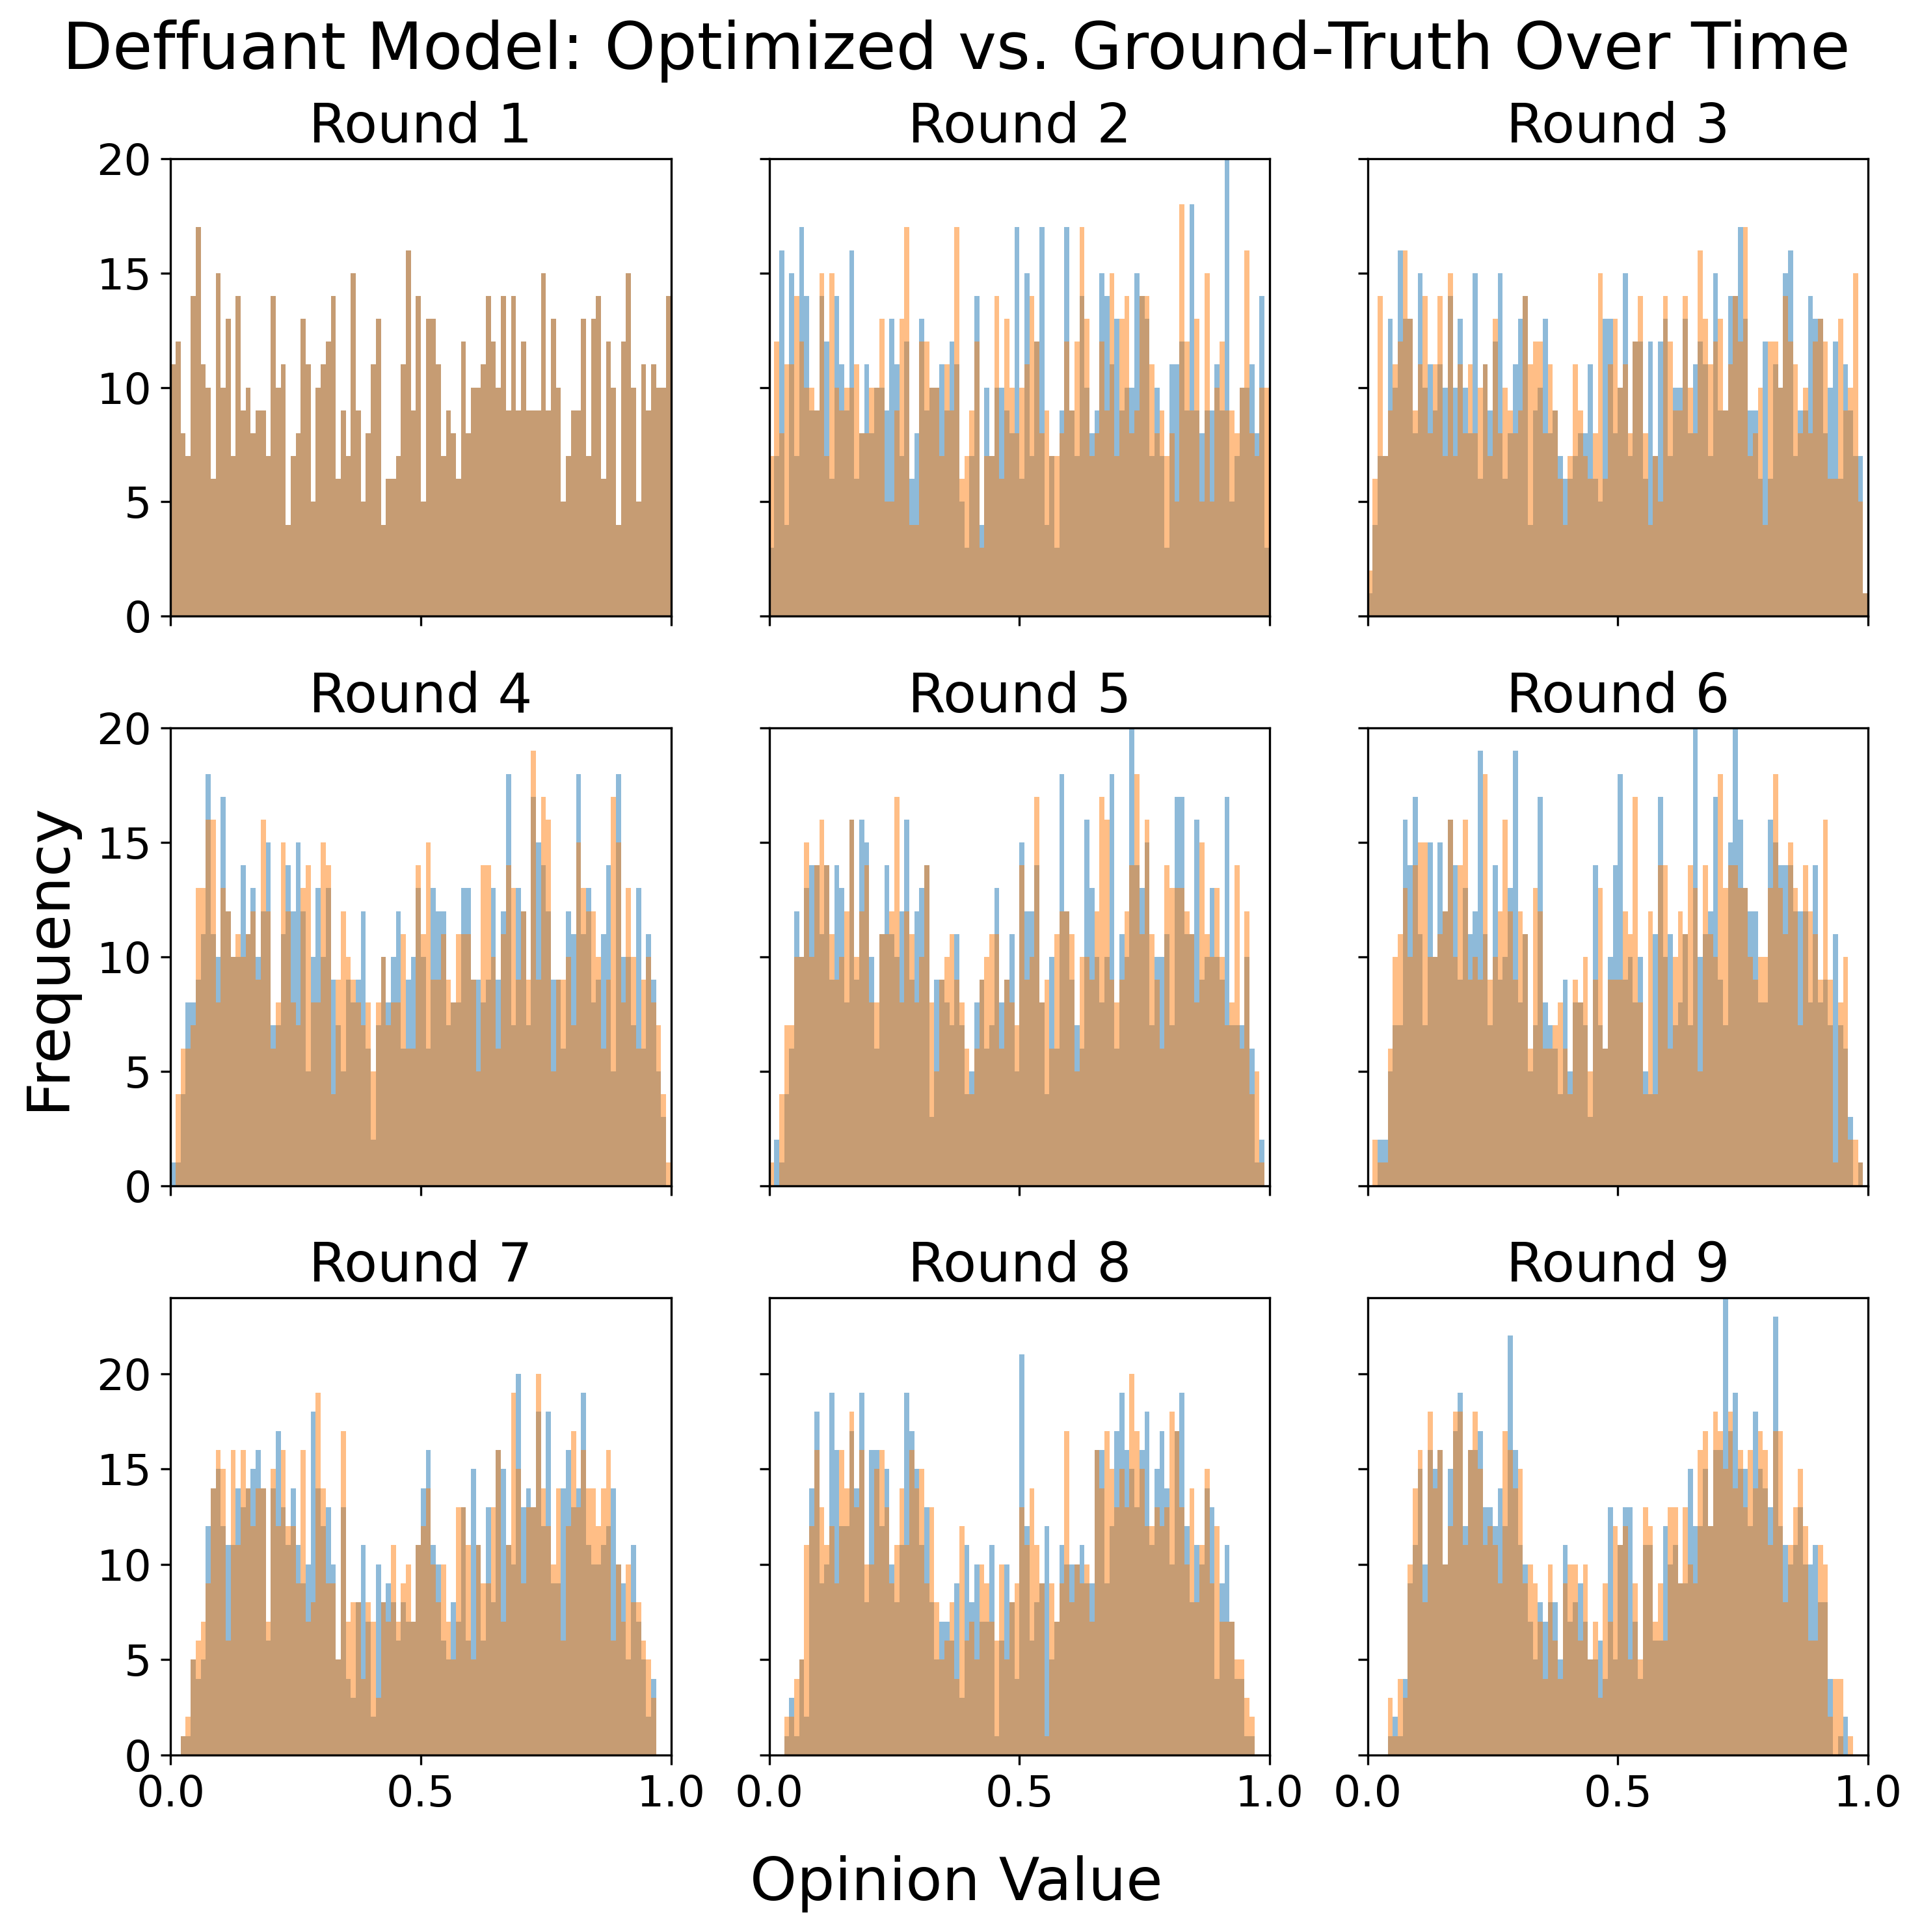 Deffuant Model: Optimized vs. Ground-Truth Over Time
Round 1
Round 2
Round 3
20
15
10
5
0
Round 4
Round 5
Round 6
20
15
10
5
0
Frequency
Round 7
Round 8
Round 9
20
15
10
5
0
0.0 0.5 1.0
0.0 0.5 1.0
0.0 0.5 1.0
Opinion Value